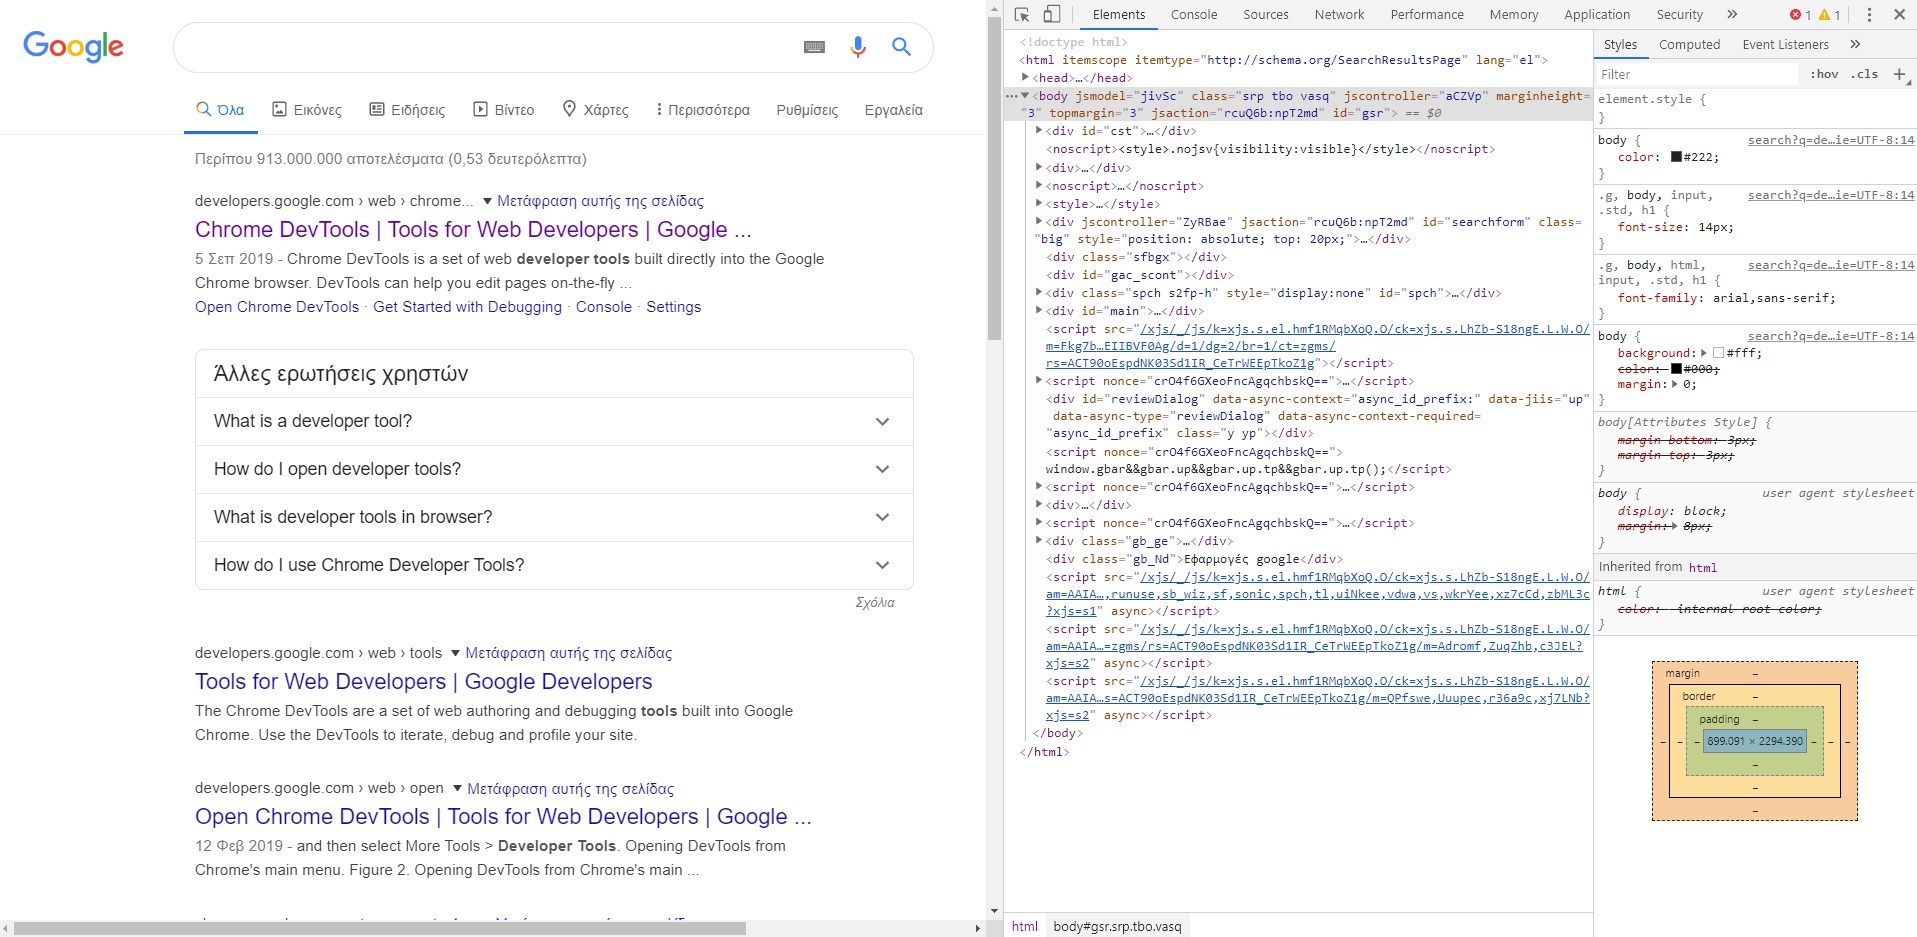 Google
Όλα
Εικόνες
Ειδήσεις
Βίντεο
Χάρτες
Περισσότερα
Ρυθμίσεις
Εργαλεία
Περίπου 913.000.000 αποτελέσματα (0,53 δευτερόλεπτα)
developers.google.com › web › chrome... ▼ Μετάφραση αυτής της σελίδας
Chrome DevTools | Tools for Web Developers | Google ...
5 Σεπ 2019 - Chrome DevTools is a set of web developer tools built directly into the Google
Chrome browser. DevTools can help you edit pages on-the-fly ...
Open Chrome DevTools · Get Started with Debugging · Console · Settings
Άλλες ερωτήσεις χρηστών
What is a developer tool?
How do I open developer tools?
What is developer tools in browser?
How do I use Chrome Developer Tools?
Σχόλια
developers.google.com › web › tools ▼ Μετάφραση αυτής της σελίδας
Tools for Web Developers | Google Developers
The Chrome DevTools are a set of web authoring and debugging tools built into Google
Chrome. Use the DevTools to iterate, debug and profile your site.
developers.google.com › web › open ▼ Μετάφραση αυτής της σελίδας
Open Chrome DevTools | Tools for Web Developers | Google ...
12 Φεβ 2019 - and then select More Tools > Developer Tools. Opening DevTools from
Chrome's main menu. Figure 2. Opening DevTools from Chrome's main ...
Elements Console Sources Network Performance Memory Application Security » 1 1
<!doctype html>
<html itemscope itemtype="http://schema.org/SearchResultsPage" lang="el">
<head>…</head>
<body jsmodel="jivSc" class="srp tbo vasq" jscontroller="aCZVp" marginheight=
"3" topmargin="3" jsaction="rcuQ6b:npT2md" id="gsr"> == $0
<div id="cst">…</div>
<noscript><style>.nojsv{visibility:visible}</style></noscript>
<div>…</div>
<noscript>…</noscript>
<style>…</style>
<div jscontroller="ZyRBae" jsaction="rcuQ6b:npT2md" id="searchform" class=
"big" style="position: absolute; top: 20px;">…</div>
<div class="sfbgx"></div>
<div id="gac_scont"></div>
<div class="spch s2fp-h" style="display:none" id="spch">…</div>
<div id="main">…</div>
<script src="/xjs/_/js/k=xjs.s.el.hmf1RMqbXoQ.O/ck=xjs.s.LhZb-S18ngE.L.W.O/
m=Fkg7b…EIIBVF0Ag/d=1/dg=2/br=1/ct=zgms/
rs=ACT90oEspdNK03Sd1IR_CeTrWEEpTkoZ1g"></script>
<script nonce="crO4f6GXeoFncAgqchbskQ==">…</script>
<div id="reviewDialog" data-async-context="async_id_prefix:" data-jiis="up"
data-async-type="reviewDialog" data-async-context-required=
"async_id_prefix" class="y yp"></div>
<script nonce="crO4f6GXeoFncAgqchbskQ==">
window.gbar&&gbar.up&&gbar.up.tp&&gbar.up.tp();</script>
<script nonce="crO4f6GXeoFncAgqchbskQ==">…</script>
<div>…</div>
<script nonce="crO4f6GXeoFncAgqchbskQ==">…</script>
<div class="gb_ge">…</div>
<div class="gb_Nd">Εφαρμογές google</div>
<script src="/xjs/_/js/k=xjs.s.el.hmf1RMqbXoQ.O/ck=xjs.s.LhZb-S18ngE.L.W.O/
am=AAIA…,runuse,sb_wiz,sf,sonic,spch,tl,uiNkee,vdwa,vs,wkrYee,xz7cCd,zbML3c
?xjs=s1" async></script>
<script src="/xjs/_/js/k=xjs.s.el.hmf1RMqbXoQ.O/ck=xjs.s.LhZb-S18ngE.L.W.O/
am=AAIA…=zgms/rs=ACT90oEspdNK03Sd1IR_CeTrWEEpTkoZ1g/m=Adromf,ZuqZhb,c3JEL?
xjs=s2" async></script>
<script src="/xjs/_/js/k=xjs.s.el.hmf1RMqbXoQ.O/ck=xjs.s.LhZb-S18ngE.L.W.O/
am=AAIA…s=ACT90oEspdNK03Sd1IR_CeTrWEEpTkoZ1g/m=QPfswe,Uuupec,r36a9c,xj7LNb?
xjs=s2" async></script>
</body>
</html>
html body#gsr.srp.tbo.vasq
Styles Computed Event Listeners »
Filter :hov .cls +
element.style {
}
body { search?q=de…ie=UTF-8:14
color: #222;
}
.g, body, input, search?q=de…ie=UTF-8:14
.std, h1 {
font-size: 14px;
}
.g, body, html, search?q=de…ie=UTF-8:14
input, .std, h1 {
font-family: arial,sans-serif;
}
body { search?q=de…ie=UTF-8:14
background: #fff;
color: #000;
margin: 0;
}
body[Attributes Style] {
margin-bottom: 3px;
margin-top: 3px;
}
body { user agent stylesheet
display: block;
margin: 8px;
}
Inherited from html
html { user agent stylesheet
color: -internal-root-color;
}
margin –
border –
padding –
– – – 899.091 × 2294.390 – – –
–
–
–